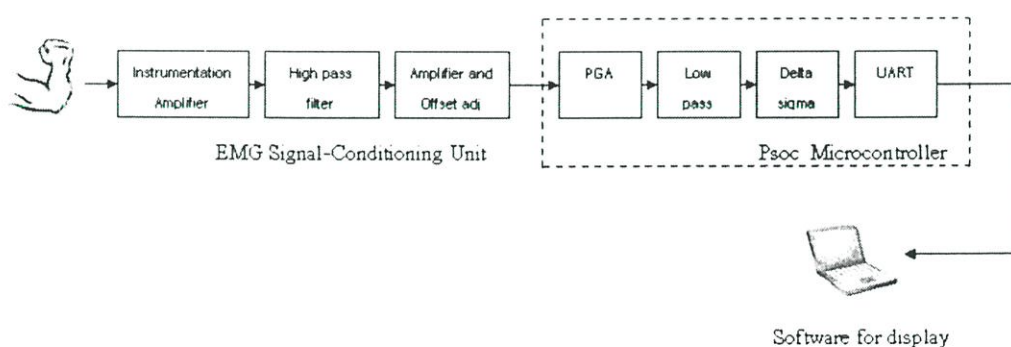 Instrumentation
Amplifier
High pass
filter
Amplifier and
Offset adj
PGA
Low
pass
Delta
sigma
UART
EMG Signal-Conditioning Unit
Psoc Microcontroller
Software for display